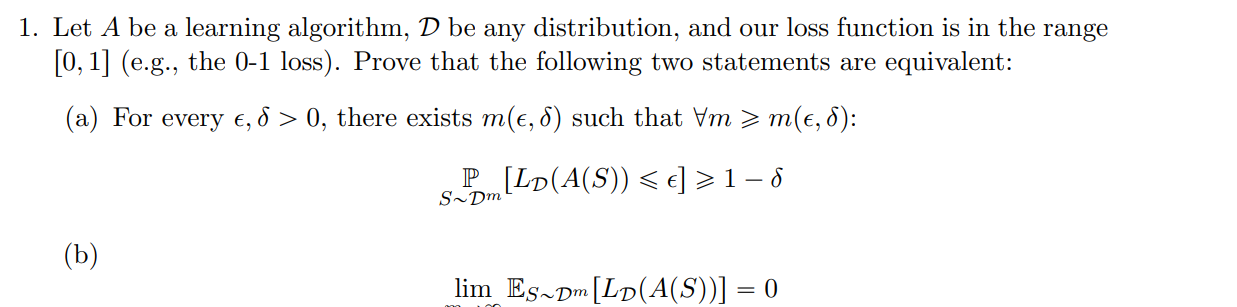 1. Let A be a learning algorithm, 𝒟 be any distribution, and our loss function is in the range
[0, 1] (e.g., the 0-1 loss). Prove that the following two statements are equivalent:
(a) For every ϵ, δ > 0, there exists m(ϵ, δ) such that ∀m ⩾ m(ϵ, δ):
ℙ [L𝒟(A(S)) ⩽ ϵ] ⩾ 1 − δ
S∼𝒟ᵐ
(b)
lim 𝔼S∼𝒟ᵐ[L𝒟(A(S))] = 0